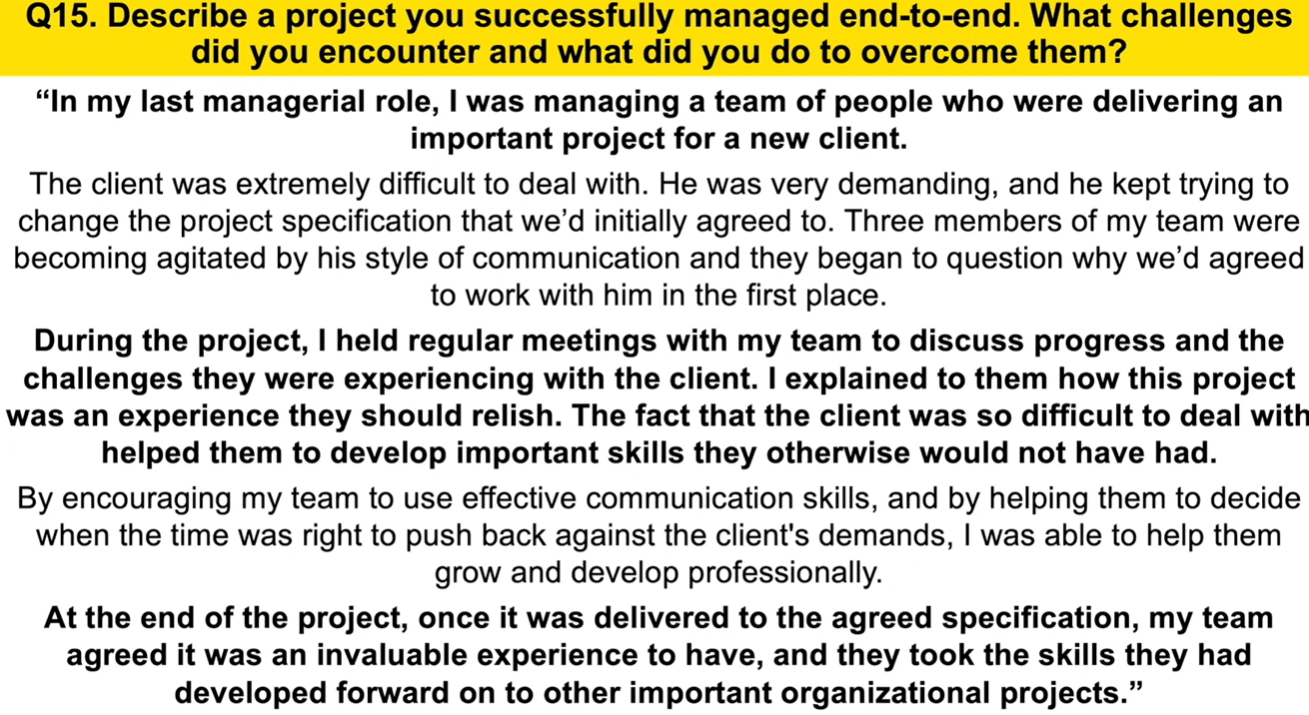 Q15. Describe a project you successfully managed end-to-end. What challenges
did you encounter and what did you do to overcome them?
“In my last managerial role, I was managing a team of people who were delivering an
important project for a new client.
The client was extremely difficult to deal with. He was very demanding, and he kept trying to
change the project specification that we’d initially agreed to. Three members of my team were
becoming agitated by his style of communication and they began to question why we’d agreed
to work with him in the first place.
During the project, I held regular meetings with my team to discuss progress and the
challenges they were experiencing with the client. I explained to them how this project
was an experience they should relish. The fact that the client was so difficult to deal with
helped them to develop important skills they otherwise would not have had.
By encouraging my team to use effective communication skills, and by helping them to decide
when the time was right to push back against the client's demands, I was able to help them
grow and develop professionally.
At the end of the project, once it was delivered to the agreed specification, my team
agreed it was an invaluable experience to have, and they took the skills they had
developed forward on to other important organizational projects.”